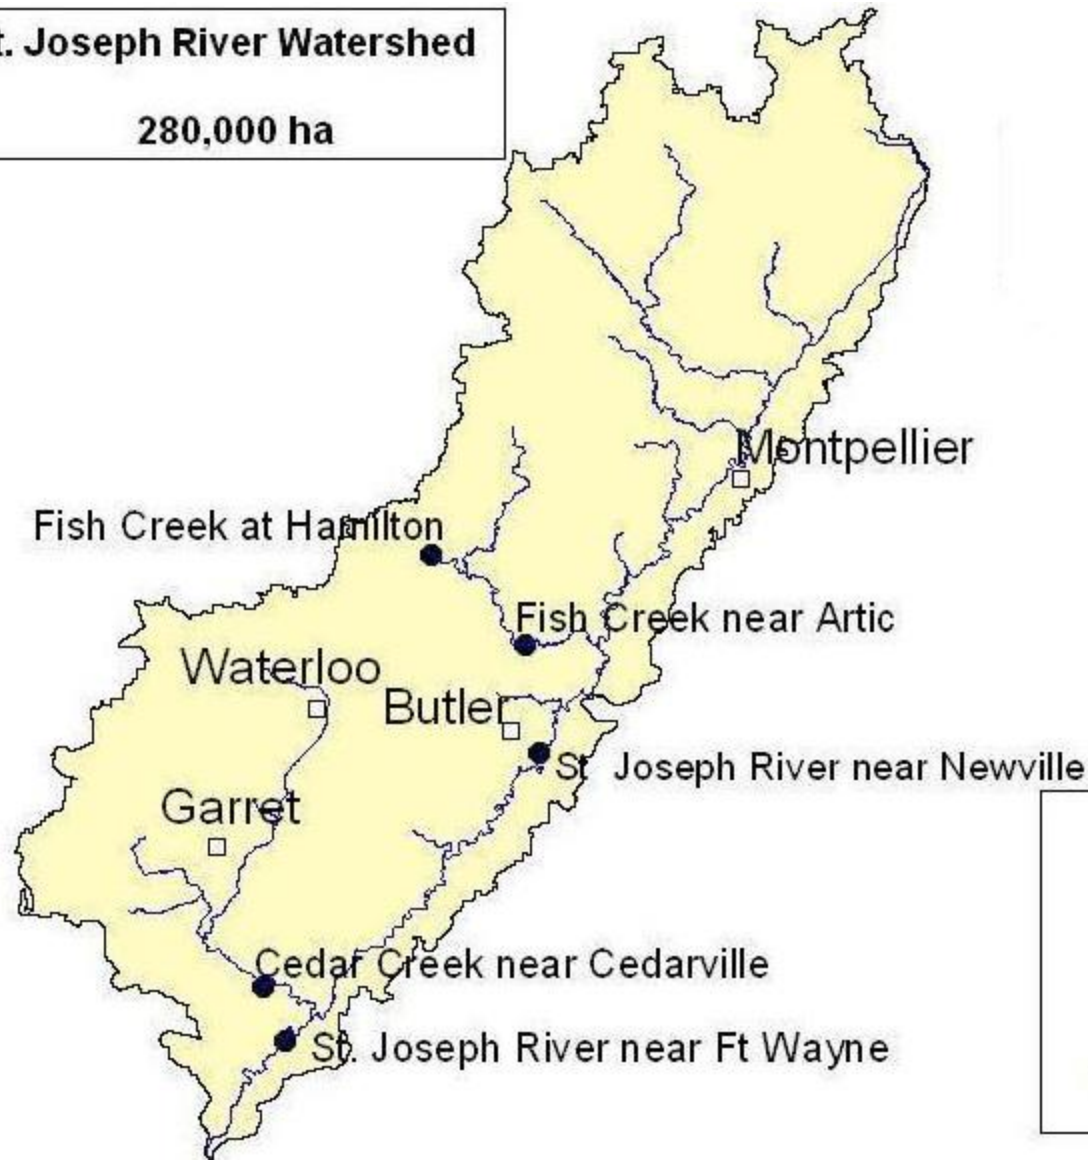 t. Joseph River Watershed
280,000 ha
Montpellier
Fish Creek at Hamilton
Fish Creek near Artic
Waterloo
Butler
St Joseph River near Newville
Garret
Cedar Creek near Cedarville
St. Joseph River near Ft Wayne